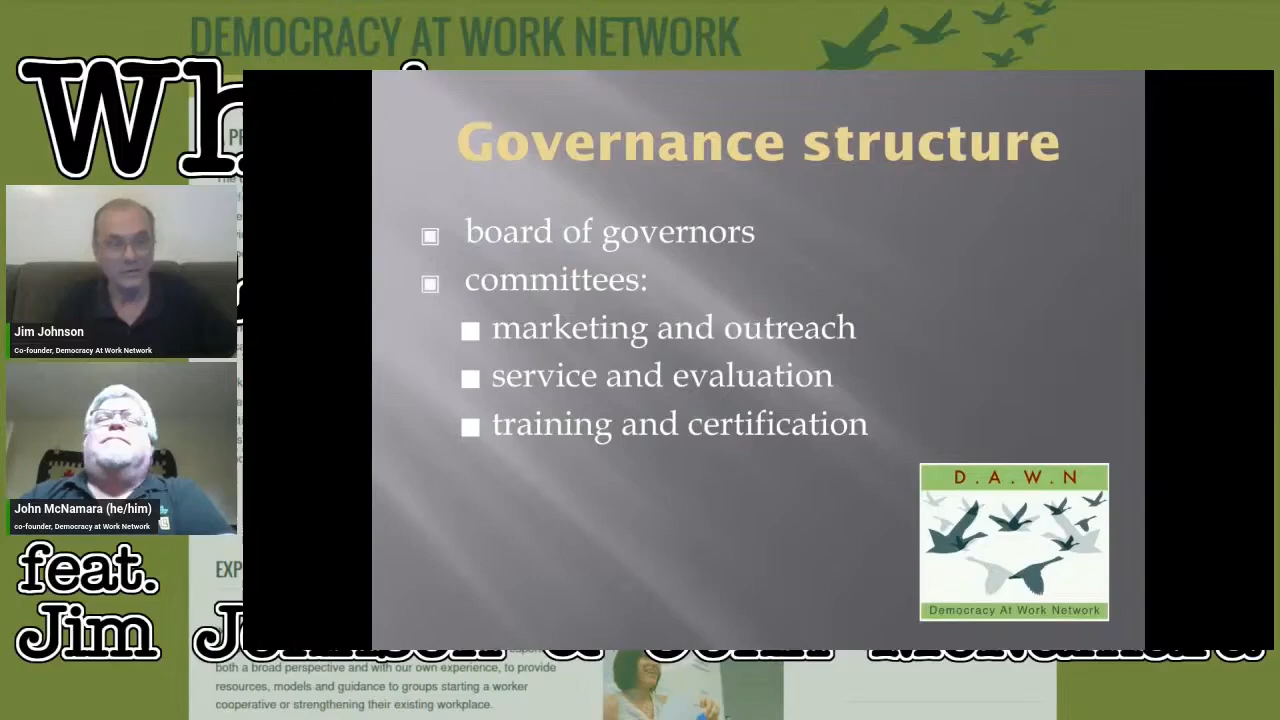 DEMOCRACY AT WORK NETWORK
Governance structure
board of governors
committees:
marketing and outreach
service and evaluation
training and certification
D.A.W.N
Democracy At Work Network
Jim Johnson
Co-founder, Democracy At Work Network
John McNamara (he/him)
co-founder, Democracy at Work Network
feat.
Jim
EXP
both a broad perspective and with our own experience, to provide
resources, models and guidance to groups starting a worker
cooperative or strengthening their existing workplace.